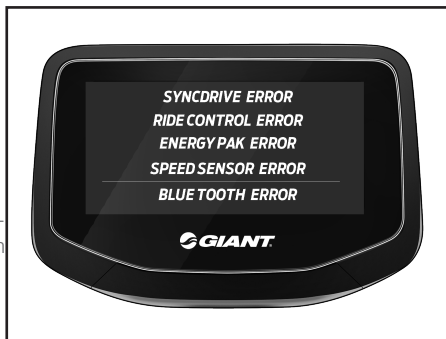 SYNCDRIVE ERROR
RIDE CONTROL ERROR
ENERGY PAK ERROR
SPEED SENSOR ERROR
BLUE TOOTH ERROR
GIANT